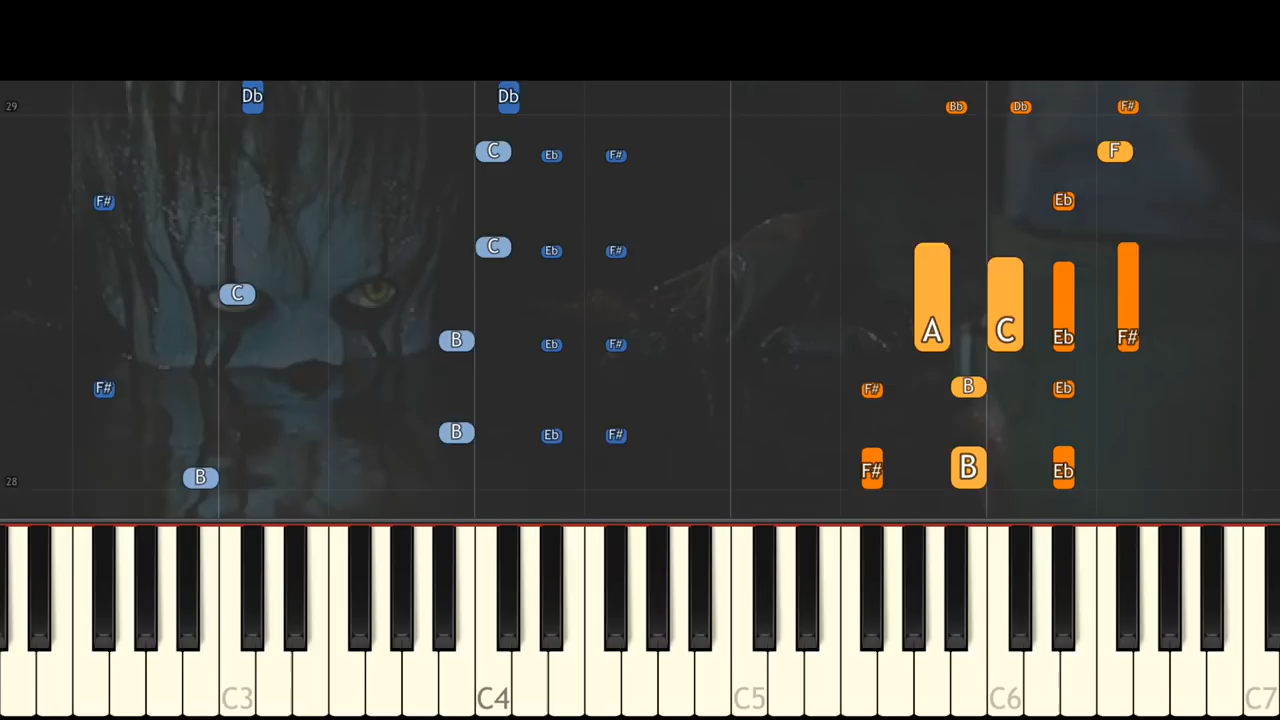 Db Db
29 Bb Db F#
C Eb F# F
F# Eb
C Eb F#
C
B Eb F# A C Eb F#
F# F# B Eb
B Eb F#
28 B F# B Eb
C3 C4 C5 C6 C7